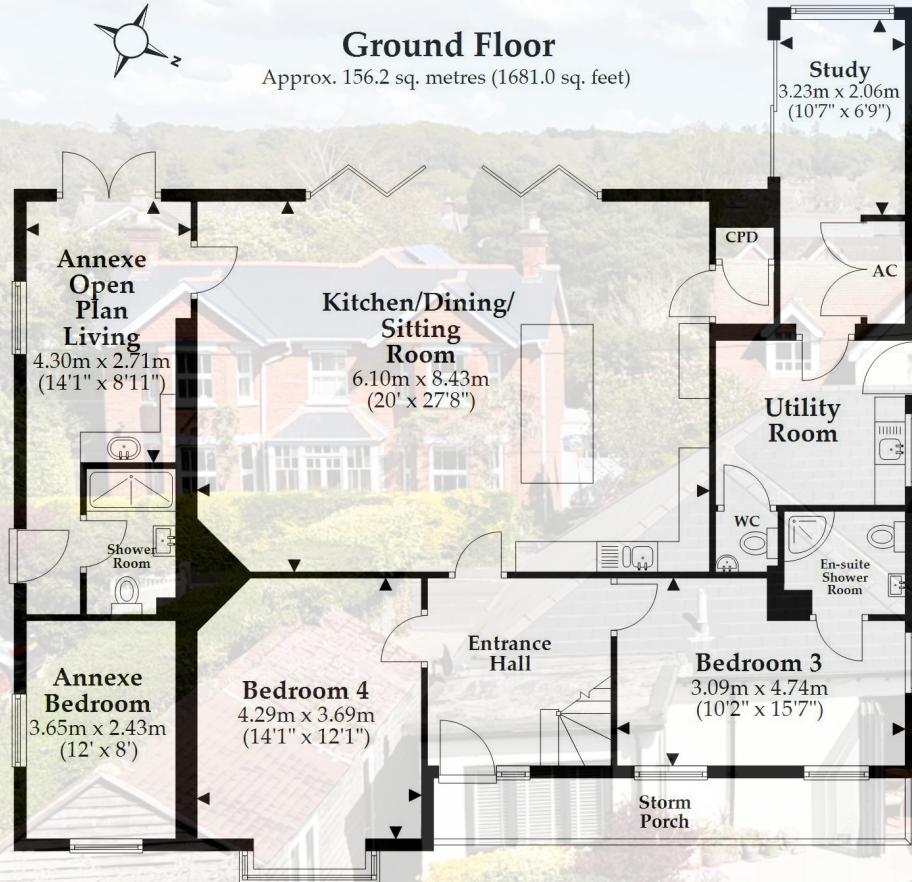 Z
Ground Floor
Approx. 156.2 sq. metres (1681.0 sq. feet)
Study
3.23m x 2.06m
(10'7" x 6'9")
Annexe
Open
Plan
Living
4.30m x 2.71m
(14'1" x 8'11")
Kitchen/Dining/
Sitting
Room
6.10m x 8.43m
(20' x 27'8")
CPD
AC
Utility
Room
WC
Shower
Room
En-suite
Shower
Room
Entrance
Hall
Annexe
Bedroom
3.65m x 2.43m
(12' x 8')
Bedroom 4
4.29m x 3.69m
(14'1" x 12'1")
Bedroom 3
3.09m x 4.74m
(10'2" x 15'7")
Storm
Porch